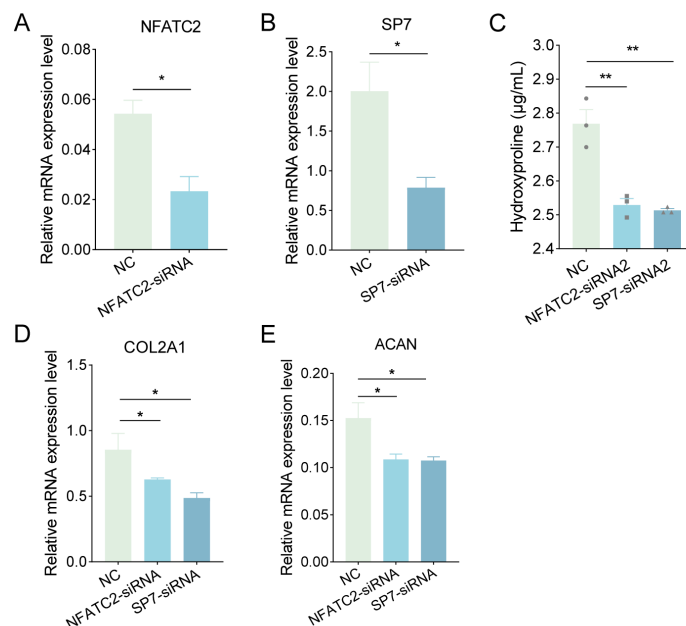 A
NFATC2
Relative mRNA expression level
0.08
0.06
0.04
0.02
0.00
*
NC
NFATC2-siRNA
B
SP7
Relative mRNA expression level
2.5
2.0
1.5
1.0
0.5
0.0
*
NC
SP7-siRNA
C
Hydroxyproline (μg/mL)
3.0
2.9
2.8
2.7
2.6
2.5
2.4
**
**
NC
NFATC2-siRNA2
SP7-siRNA2
D
COL2A1
Relative mRNA expression level
1.5
1.0
0.5
0.0
*
*
NC
NFATC2-siRNA
SP7-siRNA
E
ACAN
Relative mRNA expression level
0.20
0.15
0.10
0.05
0.00
*
*
NC
NFATC2-siRNA
SP7-siRNA